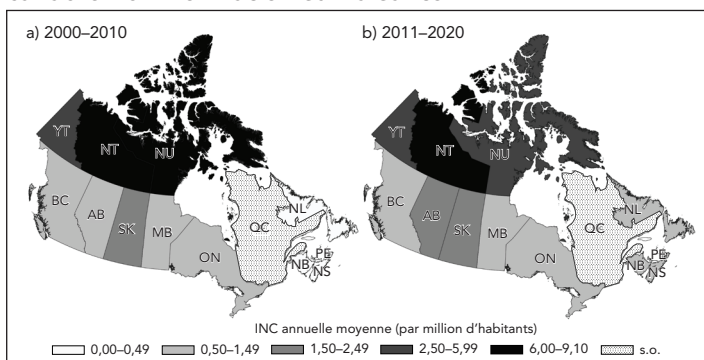 a) 2000–2010
b) 2011–2020
YT
NT
NU
BC
AB
SK
MB
ON
QC
NL
NB
PE
NS
YT
NT
NU
BC
AB
SK
MB
ON
QC
NL
NB
PE
NS
INC annuelle moyenne (par million d'habitants)
0,00–0,49 0,50–1,49 1,50–2,49 2,50–5,99 6,00–9,10 s.o.